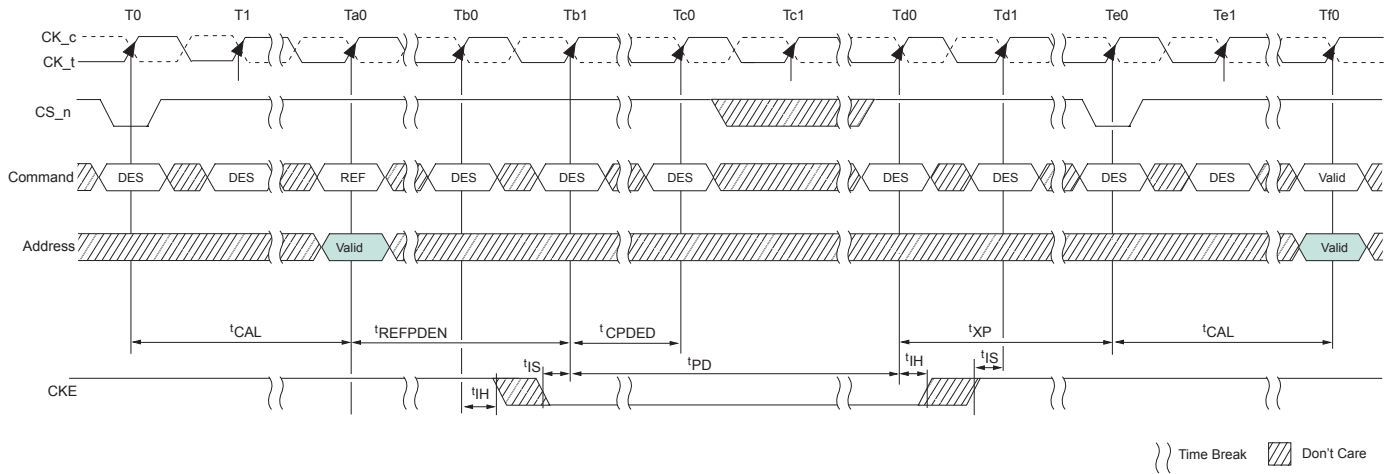 T0 T1 Ta0 Tb0 Tb1 Tc0 Tc1 Td0 Td1 Te0 Te1 Tf0
CK_c
CK_t
CS_n
Command DES DES REF DES DES DES DES DES DES DES Valid
Address Valid Valid
tCAL tREFPDEN tCPDED tXP tCAL
tIS tPD tIH tIS
CKE tIH
Time Break Don't Care